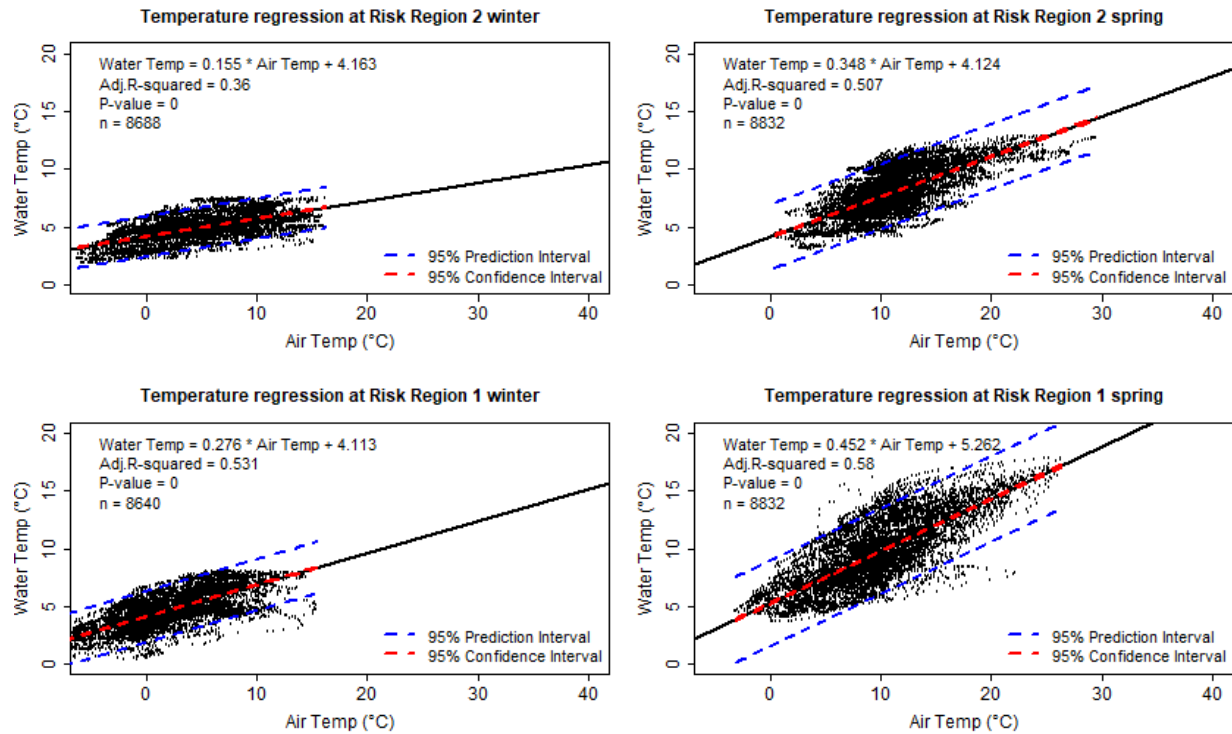 Temperature regression at Risk Region 2 winter
Water Temp = 0.155 * Air Temp + 4.163
Adj.R-squared = 0.36
P-value = 0
n = 8688
95% Prediction Interval
95% Confidence Interval
Water Temp (°C)
0
5
10
15
20
0
10
20
30
40
Air Temp (°C)
Temperature regression at Risk Region 2 spring
Water Temp = 0.348 * Air Temp + 4.124
Adj.R-squared = 0.507
P-value = 0
n = 8832
95% Prediction Interval
95% Confidence Interval
Water Temp (°C)
0
5
10
15
20
0
10
20
30
40
Air Temp (°C)
Temperature regression at Risk Region 1 winter
Water Temp = 0.276 * Air Temp + 4.113
Adj.R-squared = 0.531
P-value = 0
n = 8640
95% Prediction Interval
95% Confidence Interval
Water Temp (°C)
0
5
10
15
20
0
10
20
30
40
Air Temp (°C)
Temperature regression at Risk Region 1 spring
Water Temp = 0.452 * Air Temp + 5.262
Adj.R-squared = 0.58
P-value = 0
n = 8832
95% Prediction Interval
95% Confidence Interval
Water Temp (°C)
0
5
10
15
20
0
10
20
30
40
Air Temp (°C)